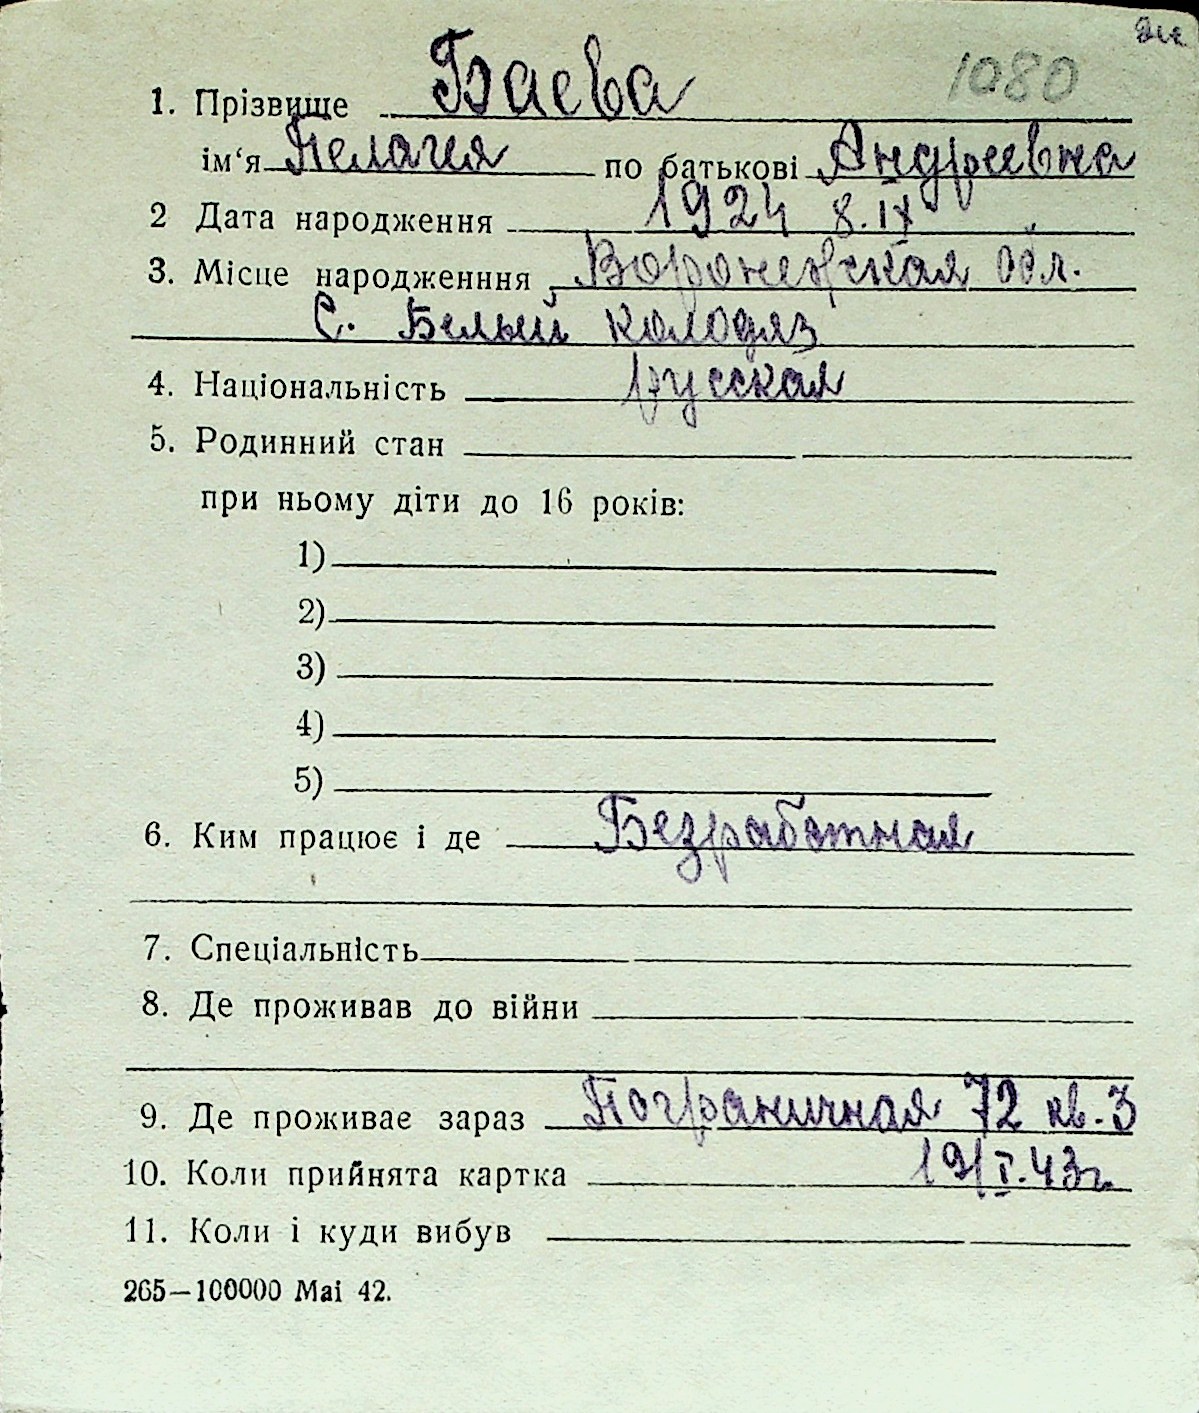 1080
1. Прізвище Баева
ім‘я Пелагея по батькові Андреевна
2 Дата народження 1924 8.IX
3. Місце народженння Воронежская обл.
с. Белый колодяз
4. Національність русская
5. Родинний стан
при ньому діти до 16 років:
1)
2)
3)
4)
5)
6. Ким працює і де Безработная
7. Спеціальність
8. Де проживав до війни
9. Де проживає зараз Пограничная 72 кв. 3
10. Коли прийнята картка 19/I.43г.
11. Коли і куди вибув
265—100000 Mai 42.